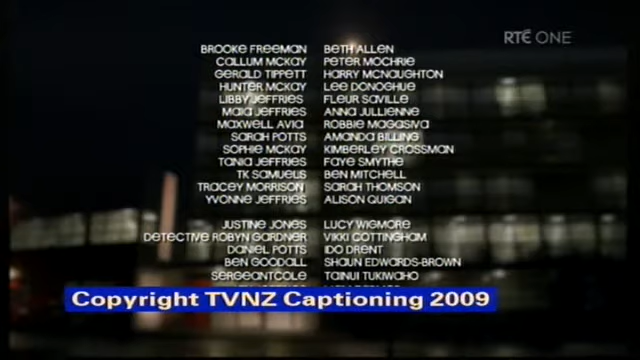 RTÉ ONE
BROOKE FREEMAN BETH ALLEN
CALLUM MCKAY PETER MOCHRIE
GERALD TIPPETT HARRY MCNAUGHTON
HUNTER MCKAY LEE DONOGHUE
LIBBY JEFFRIES FLEUR SAVILLE
MAIA JEFFRIES ANNA JULLIENNE
MAXWELL AVIA ROBBIE MAGASIVA
SARAH POTTS AMANDA BILLING
SOPHIE MCKAY KIMBERLEY CROSSMAN
TANIA JEFFRIES FAYE SMYTHE
TK SAMUELS BEN MITCHELL
TRACEY MORRISON SARAH THOMSON
YVONNE JEFFRIES ALISON QUIGAN
JUSTINE JONES LUCY WIGMORE
DETECTIVE ROBYN GARDNER VIKKI COTTINGHAM
DANIEL POTTS IDO DRENT
BEN GOODALL SHAUN EDWARDS-BROWN
SERGEANTCOLE TAINUI TUKIWAHO
Copyright TVNZ Captioning 2009